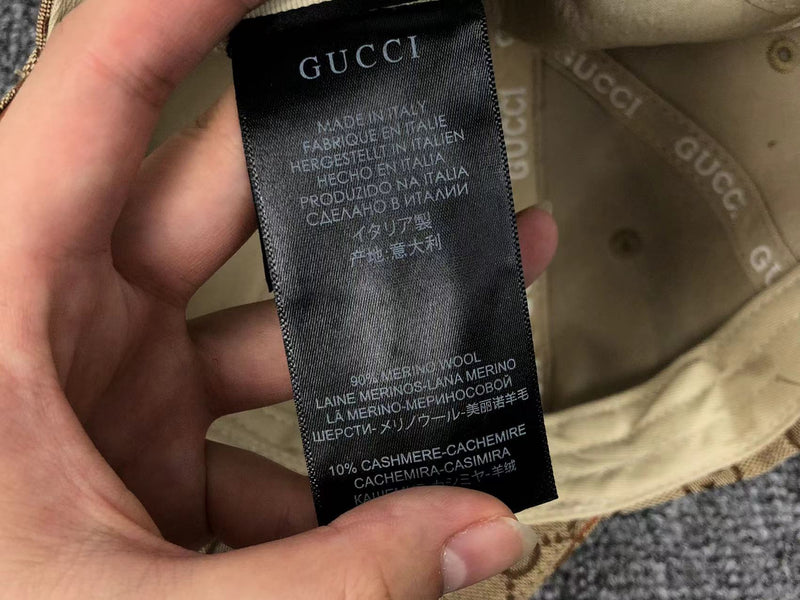 GUCCI
MADE IN ITALY
FABRIQUE EN ITALIE
HERGESTELLT IN ITALIEN
HECHO EN ITALIA
PRODUZIDO NA ITALIA
СДЕЛАНО В ИТАЛИИ
イタリア製
产地:意大利
90% MERINO WOOL
LAINE MERINOS-LANA MERINO
LÃ MERINO-МЕРИНОСОВОЙ
ШЕРСТИ-メリノウール-美丽诺羊毛
10% CASHMERE-CACHEMIRE
CACHEMIRA-CASIMIRA
GUCCI
GUCCI
GUCC